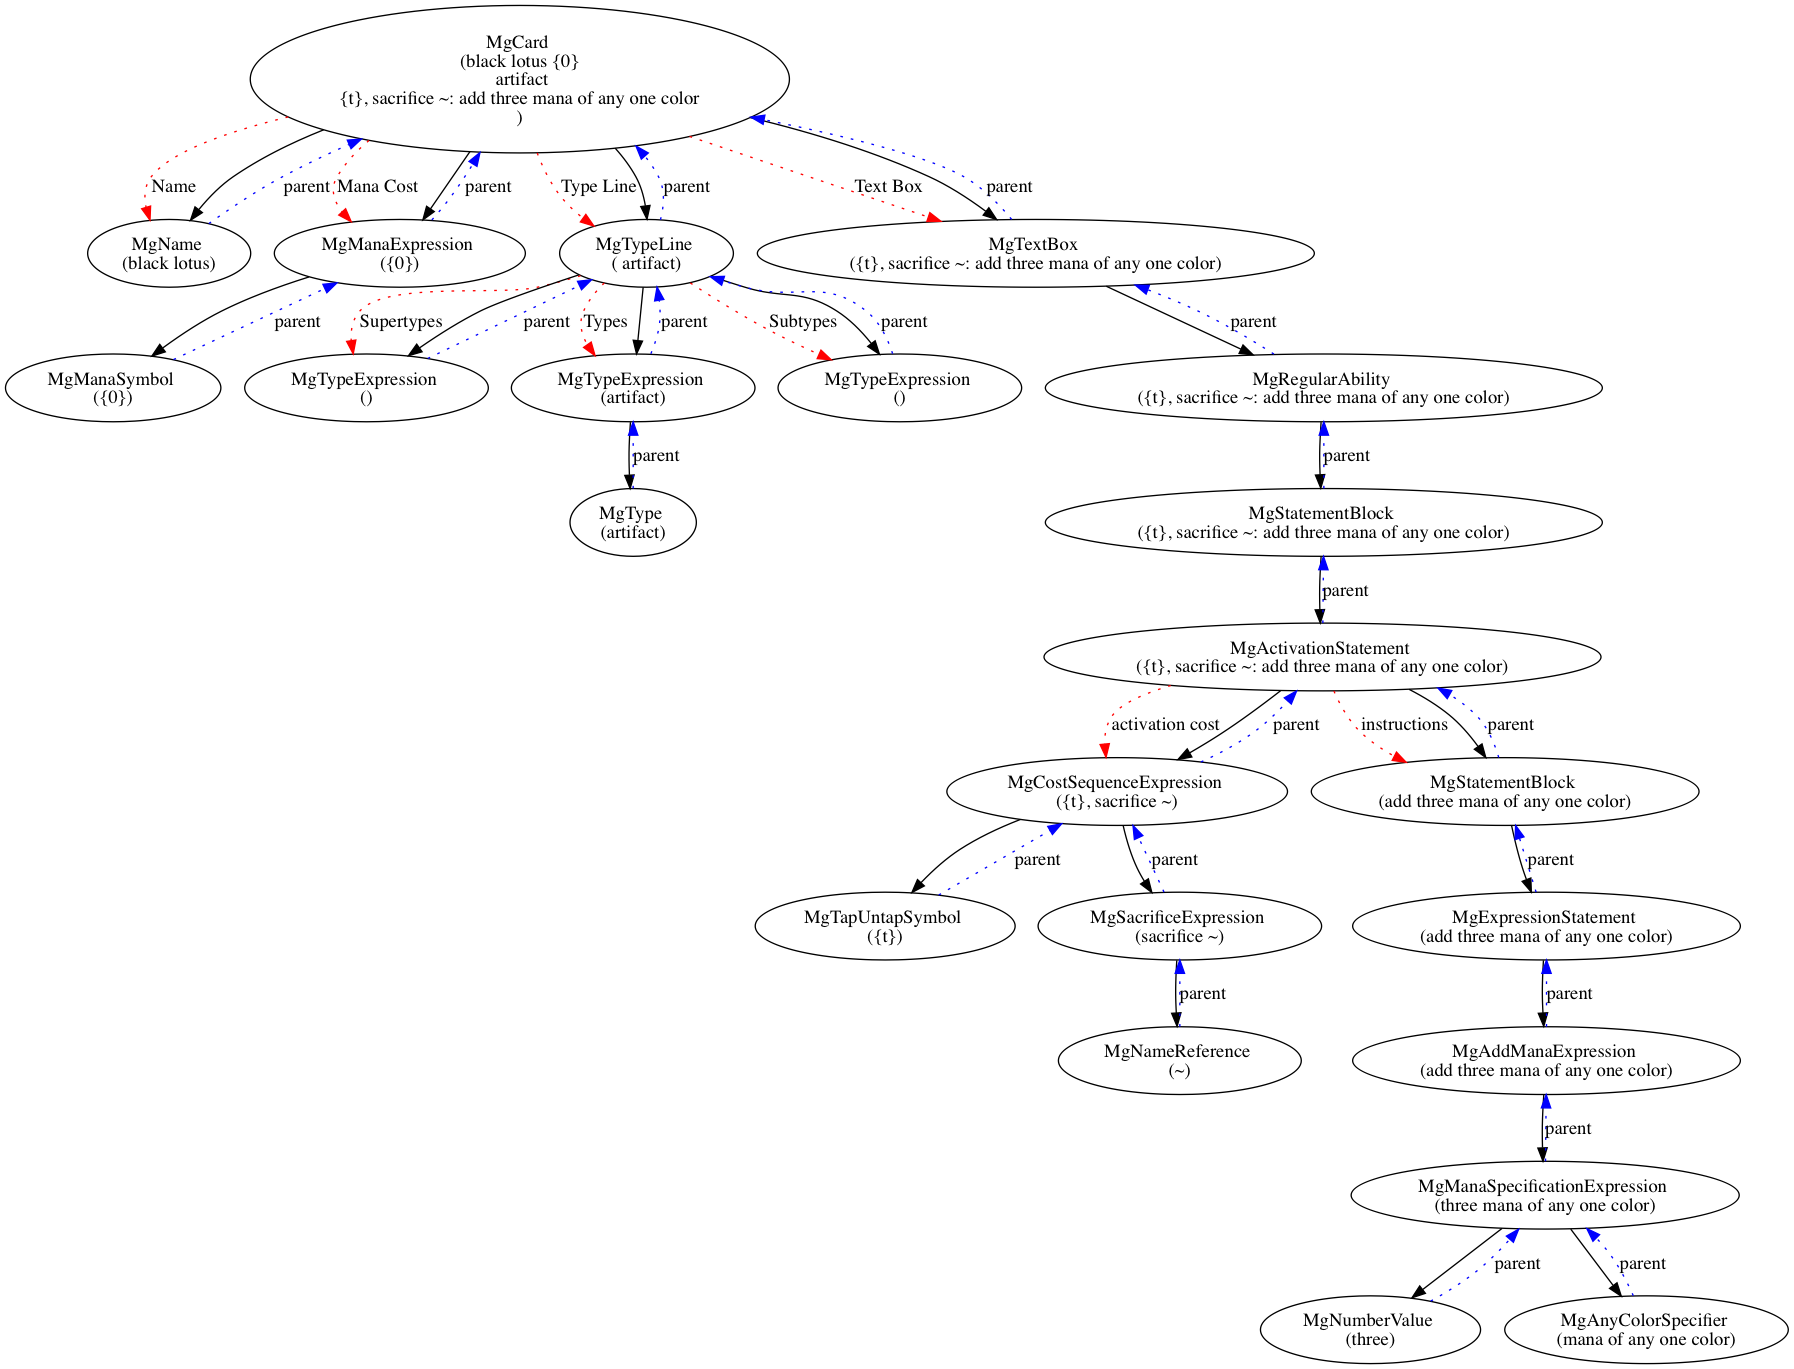 MgCard
(black lotus {0}
artifact
{t}, sacrifice ~: add three mana of any one color
)
Name
parent
Mana Cost
parent
Type Line
parent
Text Box
parent
MgName
(black lotus)
MgManaExpression
({0})
MgTypeLine
( artifact)
MgTextBox
({t}, sacrifice ~: add three mana of any one color)
parent
Supertypes
parent
Types
parent
Subtypes
parent
parent
MgManaSymbol
({0})
MgTypeExpression
()
MgTypeExpression
(artifact)
MgTypeExpression
()
MgRegularAbility
({t}, sacrifice ~: add three mana of any one color)
parent
parent
MgType
(artifact)
MgStatementBlock
({t}, sacrifice ~: add three mana of any one color)
parent
MgActivationStatement
({t}, sacrifice ~: add three mana of any one color)
activation cost
parent
instructions
parent
MgCostSequenceExpression
({t}, sacrifice ~)
MgStatementBlock
(add three mana of any one color)
parent
parent
parent
MgTapUntapSymbol
({t})
MgSacrificeExpression
(sacrifice ~)
MgExpressionStatement
(add three mana of any one color)
parent
parent
MgNameReference
(~)
MgAddManaExpression
(add three mana of any one color)
parent
MgManaSpecificationExpression
(three mana of any one color)
parent
parent
MgNumberValue
(three)
MgAnyColorSpecifier
(mana of any one color)